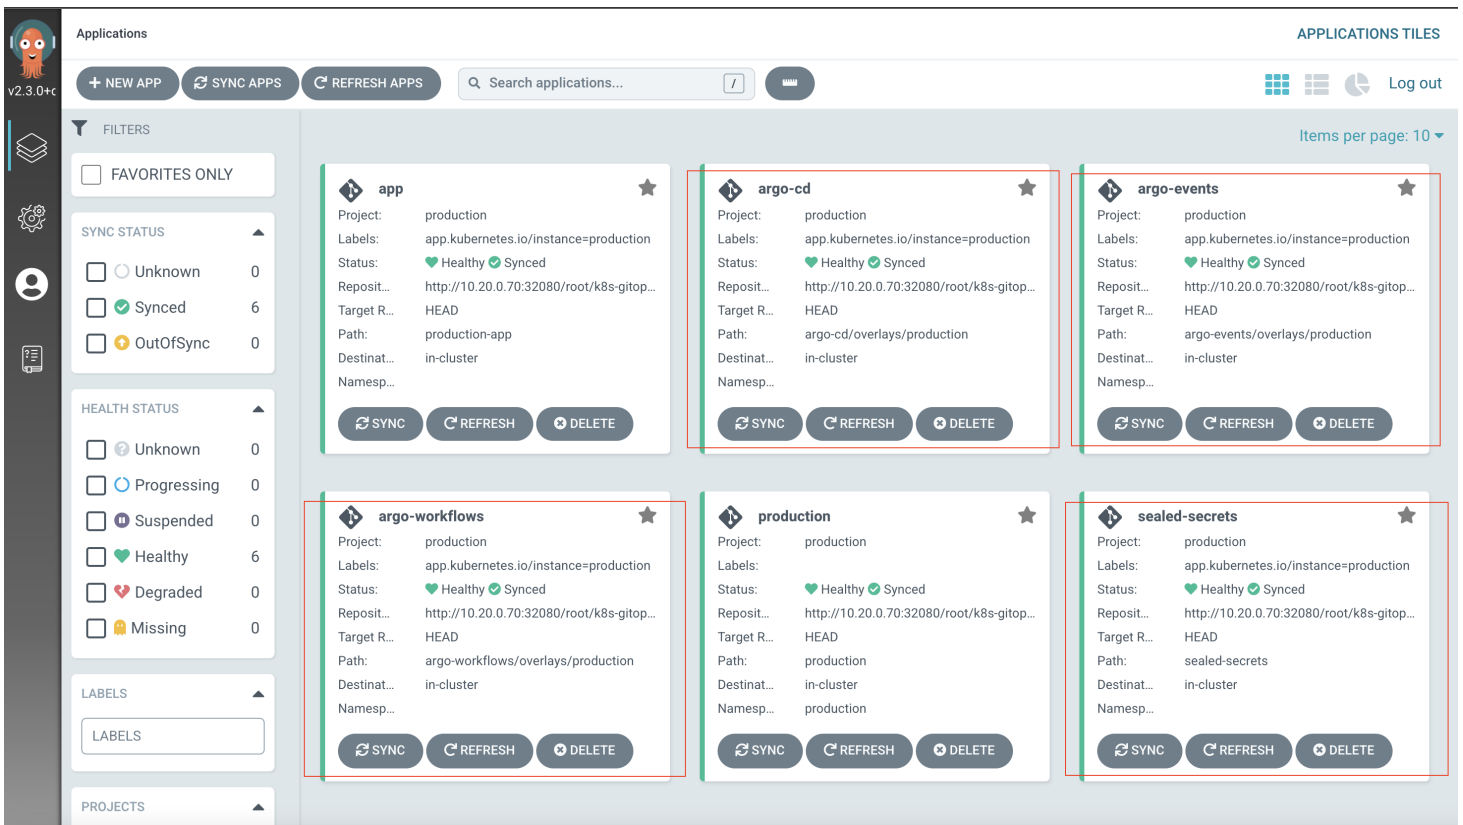 Applications
APPLICATIONS TILES
v2.3.0+c
+ NEW APP
SYNC APPS
REFRESH APPS
Search applications...
/
Log out
FILTERS
FAVORITES ONLY
SYNC STATUS
Unknown 0
Synced 6
OutOfSync 0
HEALTH STATUS
Unknown 0
Progressing 0
Suspended 0
Healthy 6
Degraded 0
Missing 0
LABELS
LABELS
PROJECTS
Items per page: 10
app
Project: production
Labels: app.kubernetes.io/instance=production
Status: Healthy Synced
Reposit... http://10.20.0.70:32080/root/k8s-gitop...
Target R... HEAD
Path: production-app
Destinat... in-cluster
Namesp...
SYNC REFRESH DELETE
argo-cd
Project: production
Labels: app.kubernetes.io/instance=production
Status: Healthy Synced
Reposit... http://10.20.0.70:32080/root/k8s-gitop...
Target R... HEAD
Path: argo-cd/overlays/production
Destinat... in-cluster
Namesp...
SYNC REFRESH DELETE
argo-events
Project: production
Labels: app.kubernetes.io/instance=production
Status: Healthy Synced
Reposit... http://10.20.0.70:32080/root/k8s-gitop...
Target R... HEAD
Path: argo-events/overlays/production
Destinat... in-cluster
Namesp...
SYNC REFRESH DELETE
argo-workflows
Project: production
Labels: app.kubernetes.io/instance=production
Status: Healthy Synced
Reposit... http://10.20.0.70:32080/root/k8s-gitop...
Target R... HEAD
Path: argo-workflows/overlays/production
Destinat... in-cluster
Namesp...
SYNC REFRESH DELETE
production
Project: production
Labels:
Status: Healthy Synced
Reposit... http://10.20.0.70:32080/root/k8s-gitop...
Target R... HEAD
Path: production
Destinat... in-cluster
Namesp... production
SYNC REFRESH DELETE
sealed-secrets
Project: production
Labels: app.kubernetes.io/instance=production
Status: Healthy Synced
Reposit... http://10.20.0.70:32080/root/k8s-gitop...
Target R... HEAD
Path: sealed-secrets
Destinat... in-cluster
Namesp...
SYNC REFRESH DELETE